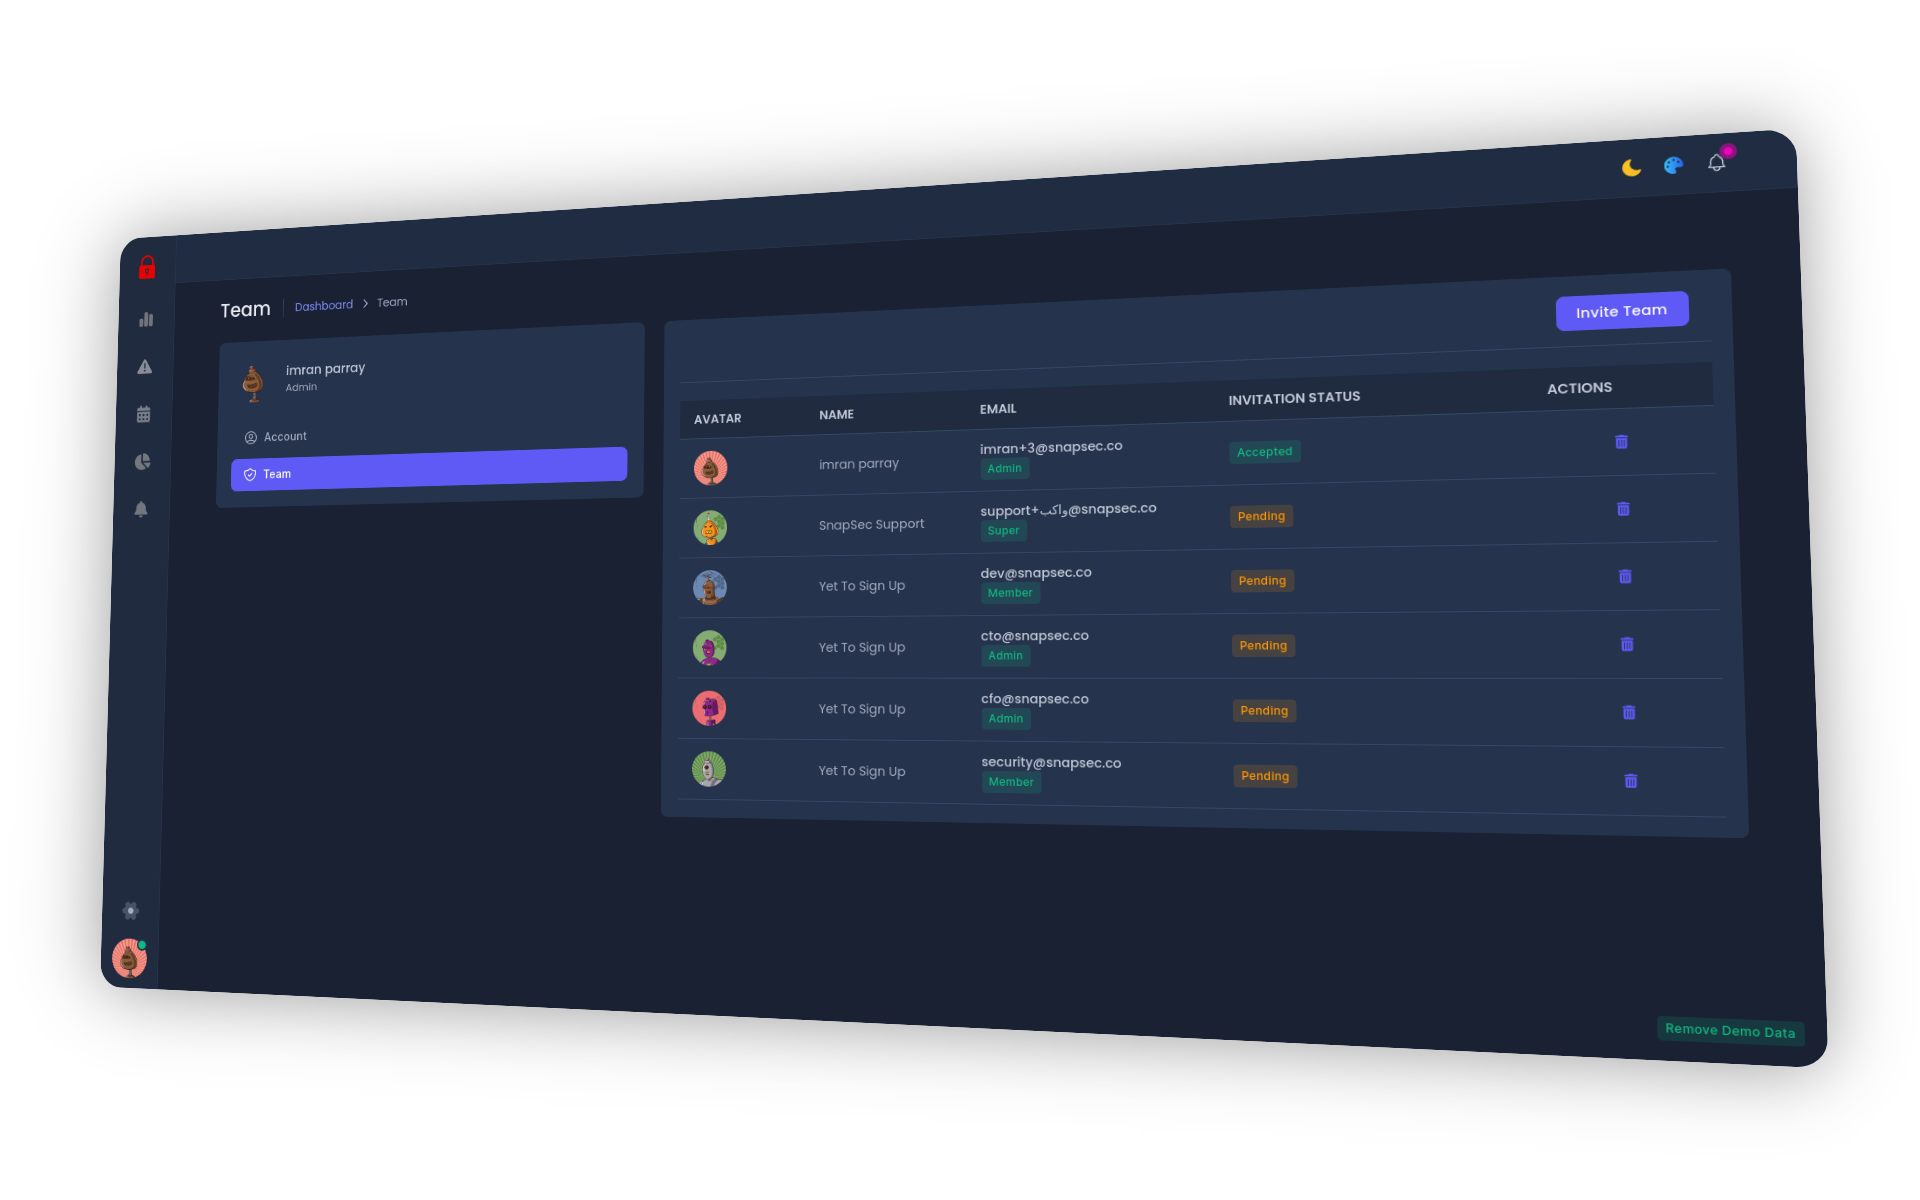 Team
Dashboard > Team
imran parray
Admin
Account
Team
Invite Team
AVATAR NAME EMAIL INVITATION STATUS ACTIONS
imran parray imran+3@snapsec.co Accepted
Admin
SnapSec Support support+واكب@snapsec.co Pending
Super
Yet To Sign Up dev@snapsec.co Pending
Member
Yet To Sign Up cto@snapsec.co Pending
Admin
Yet To Sign Up cfo@snapsec.co Pending
Admin
Yet To Sign Up security@snapsec.co Pending
Member
Remove Demo Data